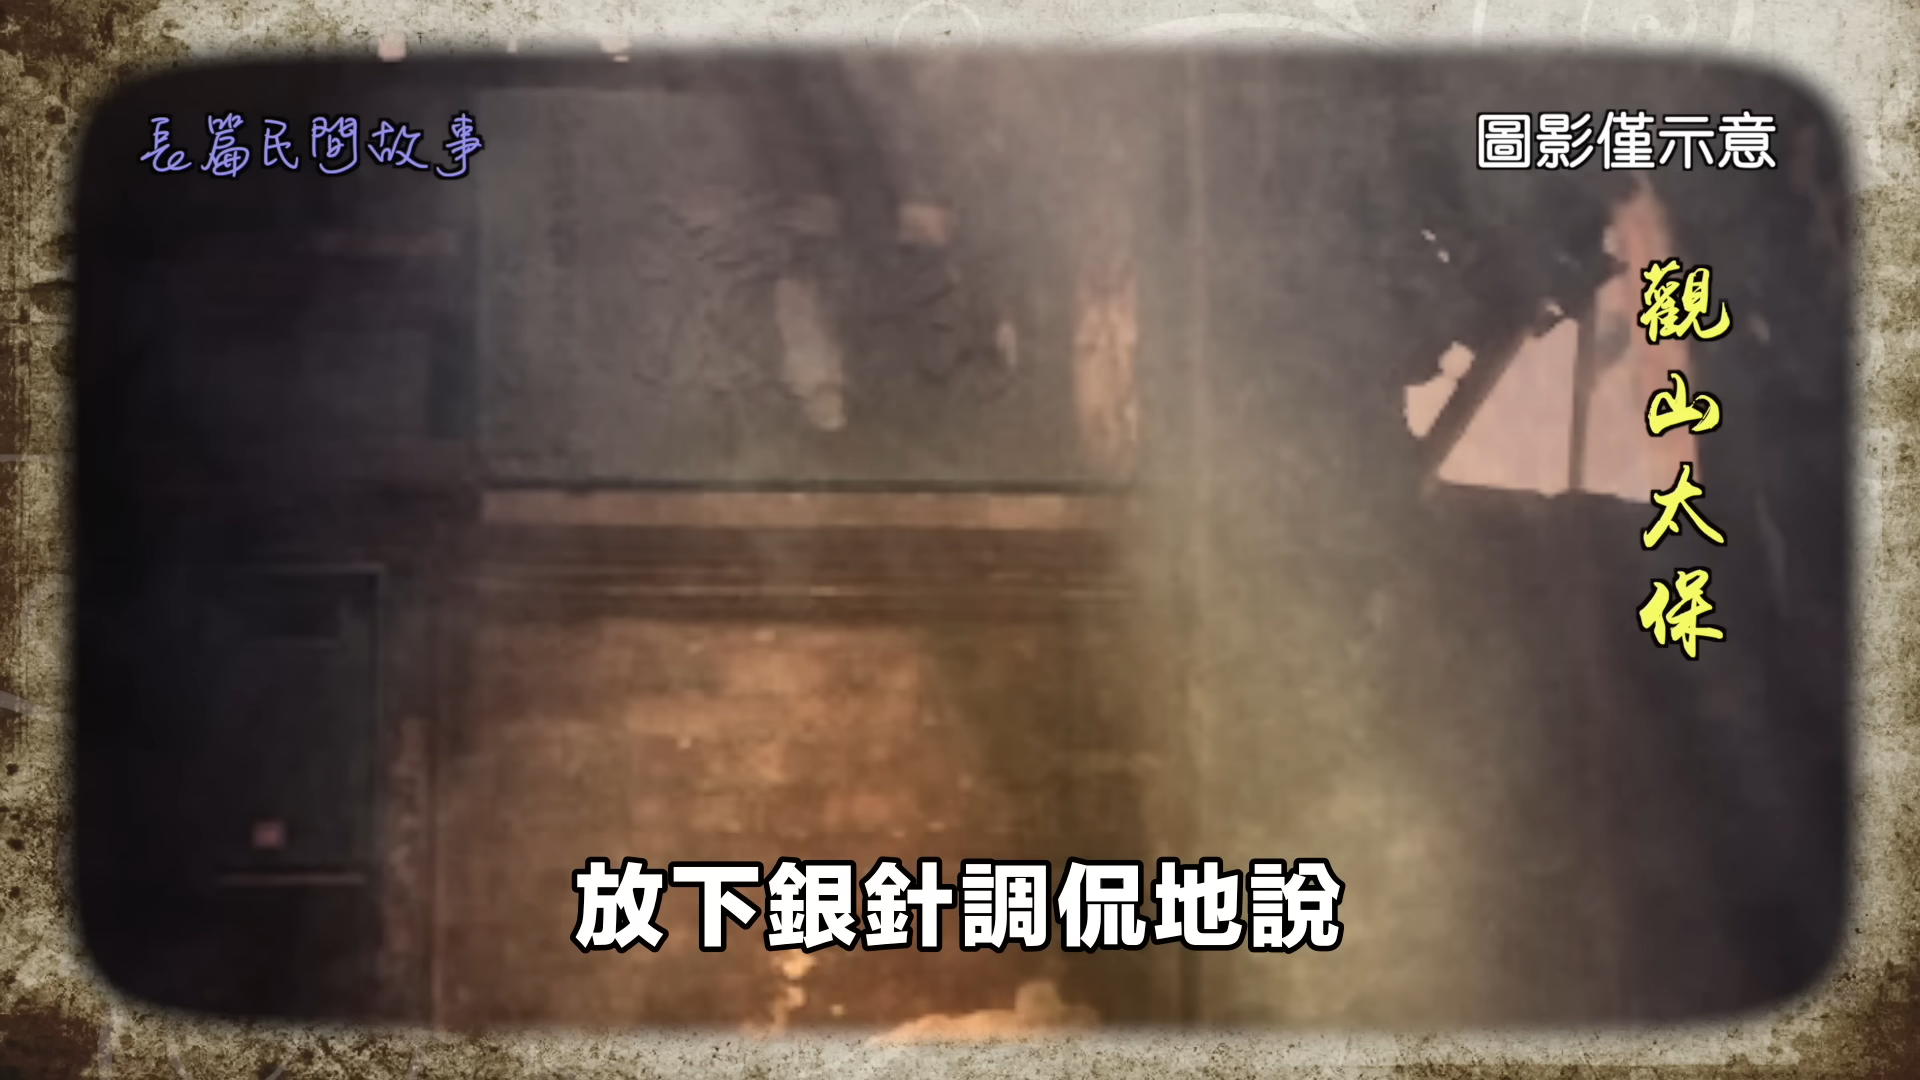 長篇民間故事
圖影僅示意
觀山太保
放下銀針調侃地說